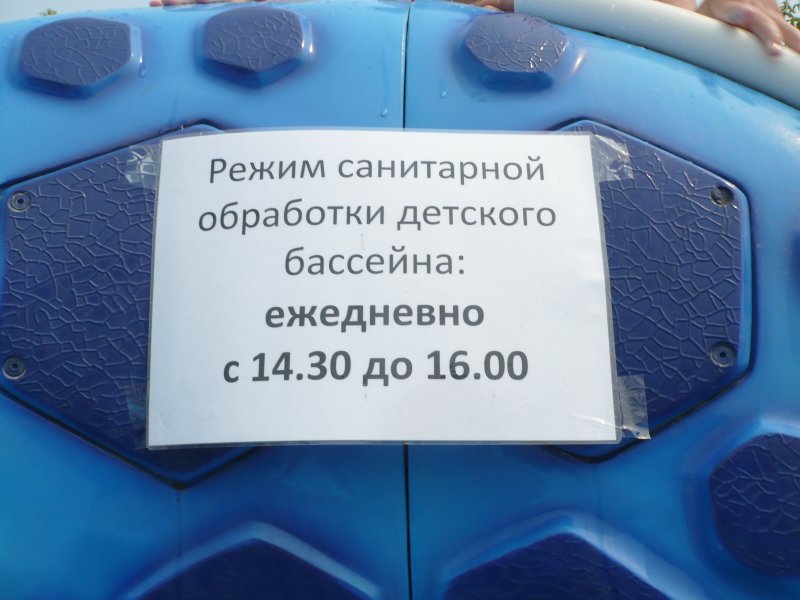 Режим санитарной
обработки детского
бассейна:
ежедневно
с 14.30 до 16.00